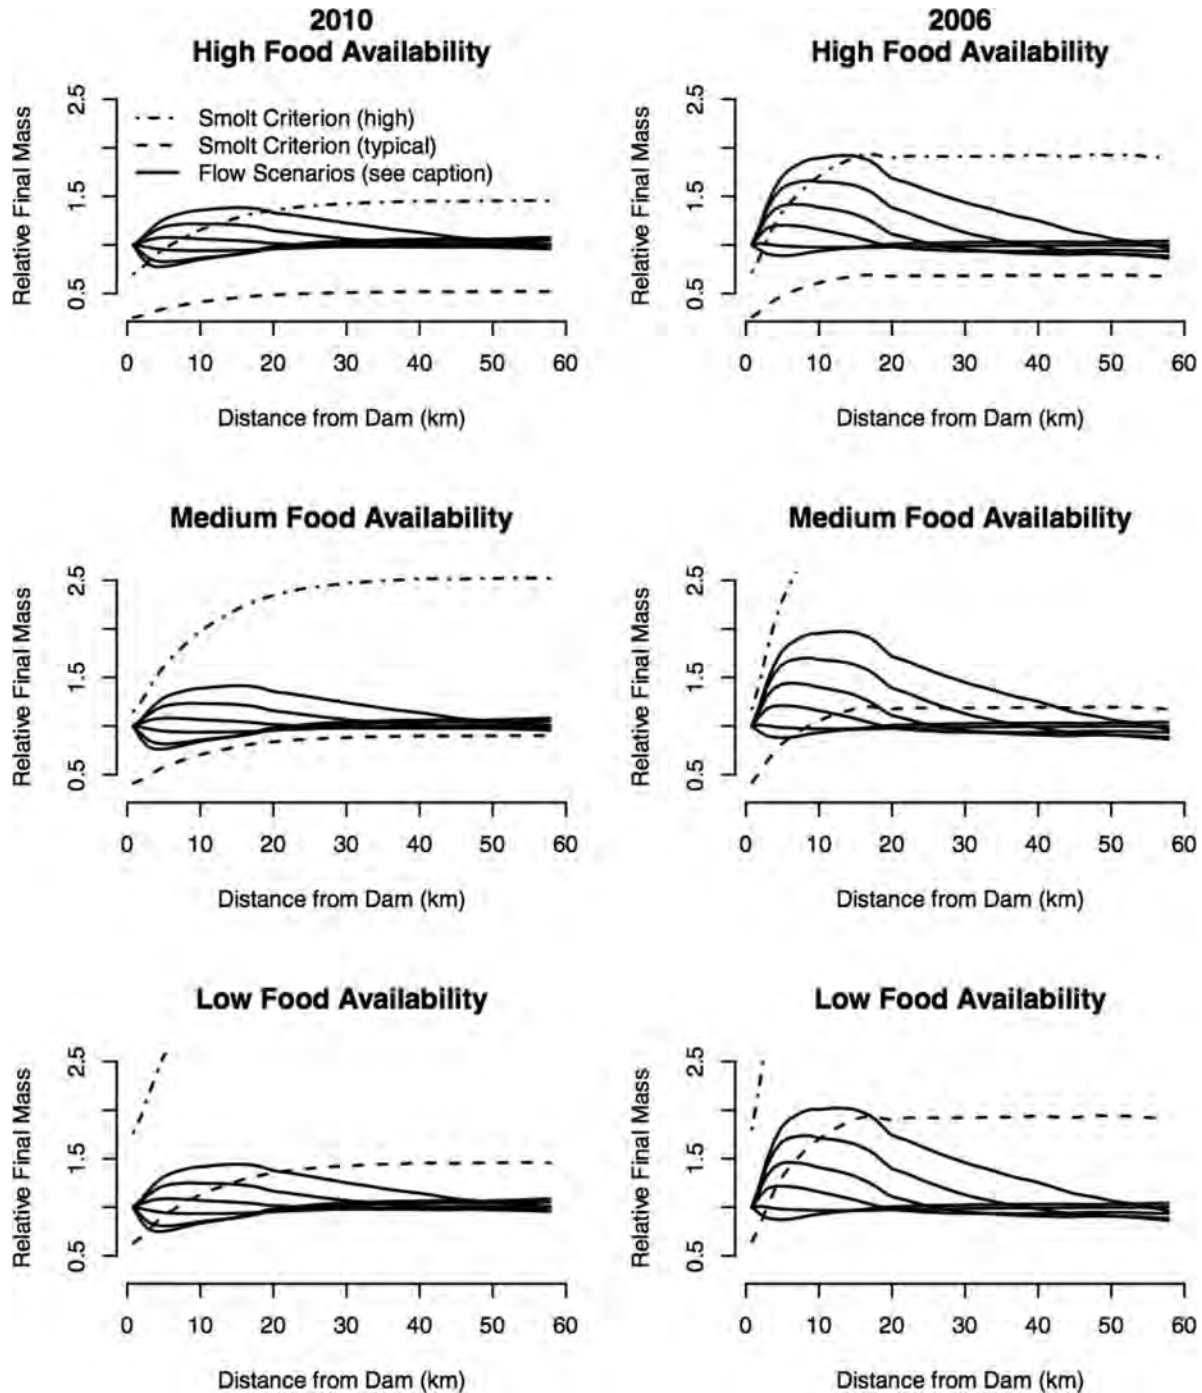 2010
High Food Availability
2.5
1.5
0.5
Relative Final Mass
Smolt Criterion (high)
Smolt Criterion (typical)
Flow Scenarios (see caption)
0 10 20 30 40 50 60
Distance from Dam (km)
2006
High Food Availability
2.5
1.5
0.5
Relative Final Mass
0 10 20 30 40 50 60
Distance from Dam (km)
Medium Food Availability
2.5
1.5
0.5
Relative Final Mass
0 10 20 30 40 50 60
Distance from Dam (km)
Medium Food Availability
2.5
1.5
0.5
Relative Final Mass
0 10 20 30 40 50 60
Distance from Dam (km)
Low Food Availability
2.5
1.5
0.5
Relative Final Mass
0 10 20 30 40 50 60
Distance from Dam (km)
Low Food Availability
2.5
1.5
0.5
Relative Final Mass
0 10 20 30 40 50 60
Distance from Dam (km)